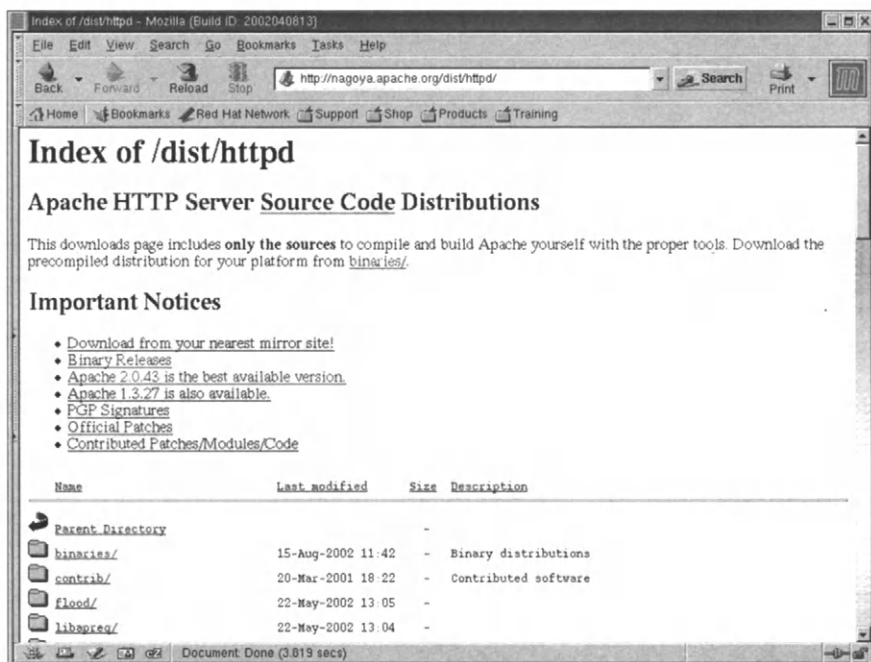 Index of /dist/httpd - Mozilla {Build ID: 2002040813}
File Edit View Search Go Bookmarks Tasks Help
Back Forward Reload Stop http://nagoya.apache.org/dist/httpd/ Search Print
Home Bookmarks Red Hat Network Support Shop Products Training
Index of /dist/httpd
Apache HTTP Server Source Code Distributions
This downloads page includes only the sources to compile and build Apache yourself with the proper tools. Download the
precompiled distribution for your platform from binaries/.
Important Notices
• Download from your nearest mirror site!
• Binary Releases
• Apache 2.0.43 is the best available version.
• Apache 1.3.27 is also available.
• PGP Signatures
• Official Patches
• Contributed Patches/Modules/Code
Name Last modified Size Description
Parent Directory -
binaries/ 15-Aug-2002 11:42 - Binary distributions
contrib/ 20-Mar-2001 18:22 - Contributed software
flood/ 22-May-2002 13:05 -
libapreq/ 22-May-2002 13:04 -
Document: Done (3.819 secs)